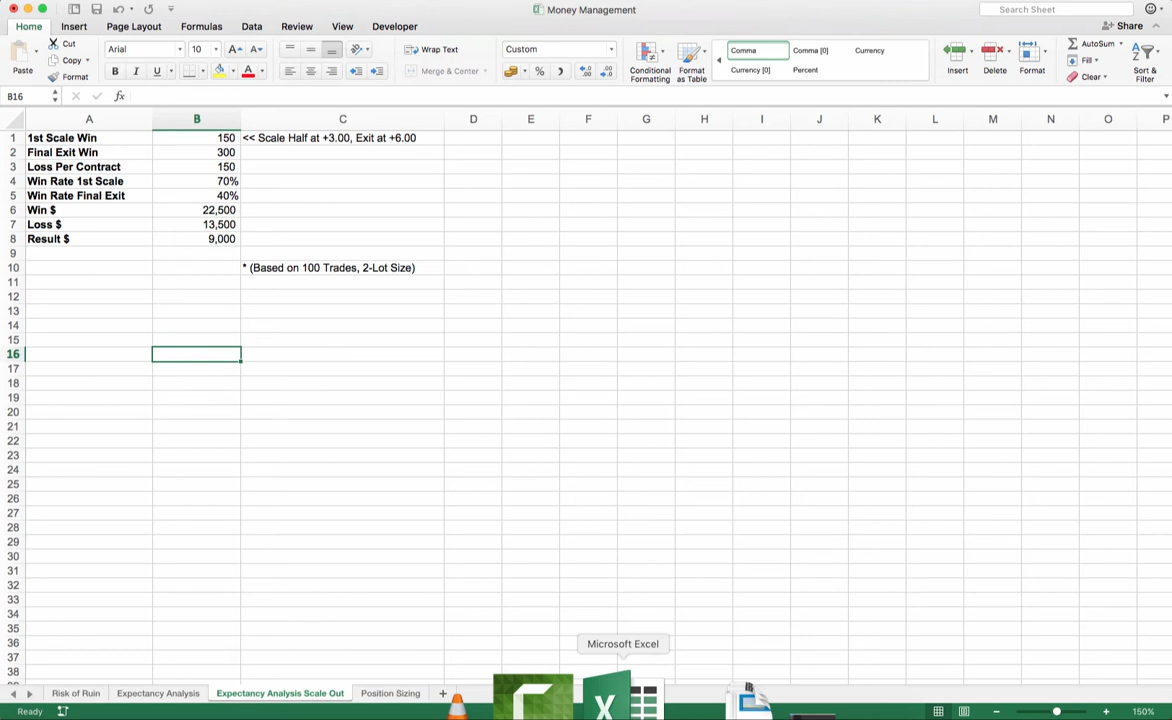 Money Management
Search Sheet
Home Insert Page Layout Formulas Data Review View Developer
Share
Paste
Cut
Copy
Format
Arial
10
B I U
Wrap Text
Merge & Center
Custom
%
Conditional Formatting
Format as Table
Comma
Comma [0]
Currency
Currency [0]
Percent
Insert
Delete
Format
AutoSum
Fill
Clear
Sort & Filter
B16
fx
A B C D E F G H I J K L M N O P
1 1st Scale Win 150 << Scale Half at +3.00, Exit at +6.00
2 Final Exit Win 300
3 Loss Per Contract 150
4 Win Rate 1st Scale 70%
5 Win Rate Final Exit 40%
6 Win $ 22,500
7 Loss $ 13,500
8 Result $ 9,000
9
10 * (Based on 100 Trades, 2-Lot Size)
11
12
13
14
15
16
17
18
19
20
21
22
23
24
25
26
27
28
29
30
31
32
33
34
35
36
37
38
Microsoft Excel
Risk of Ruin Expectancy Analysis Expectancy Analysis Scale Out Position Sizing +
Ready
150%